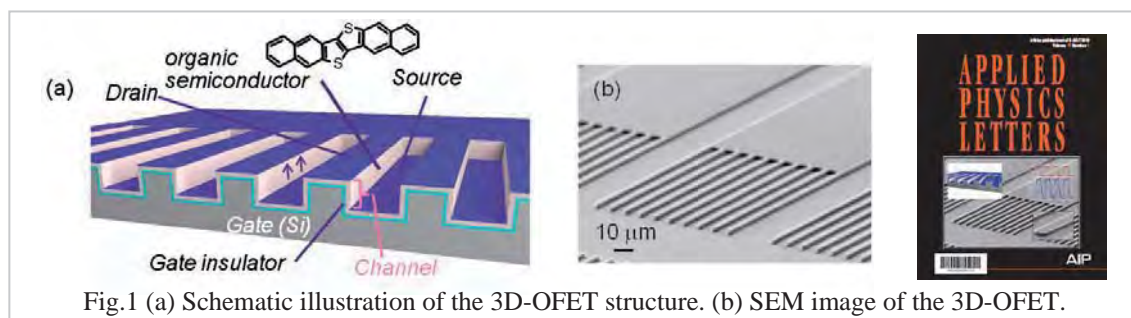 S
S
organic
semiconductor
Source
(a)
Drain
Gate (Si)
Gate insulator
Channel
(b)
10 μm
APPLIED
PHYSICS
LETTERS
AIP
Fig.1 (a) Schematic illustration of the 3D-OFET structure. (b) SEM image of the 3D-OFET.